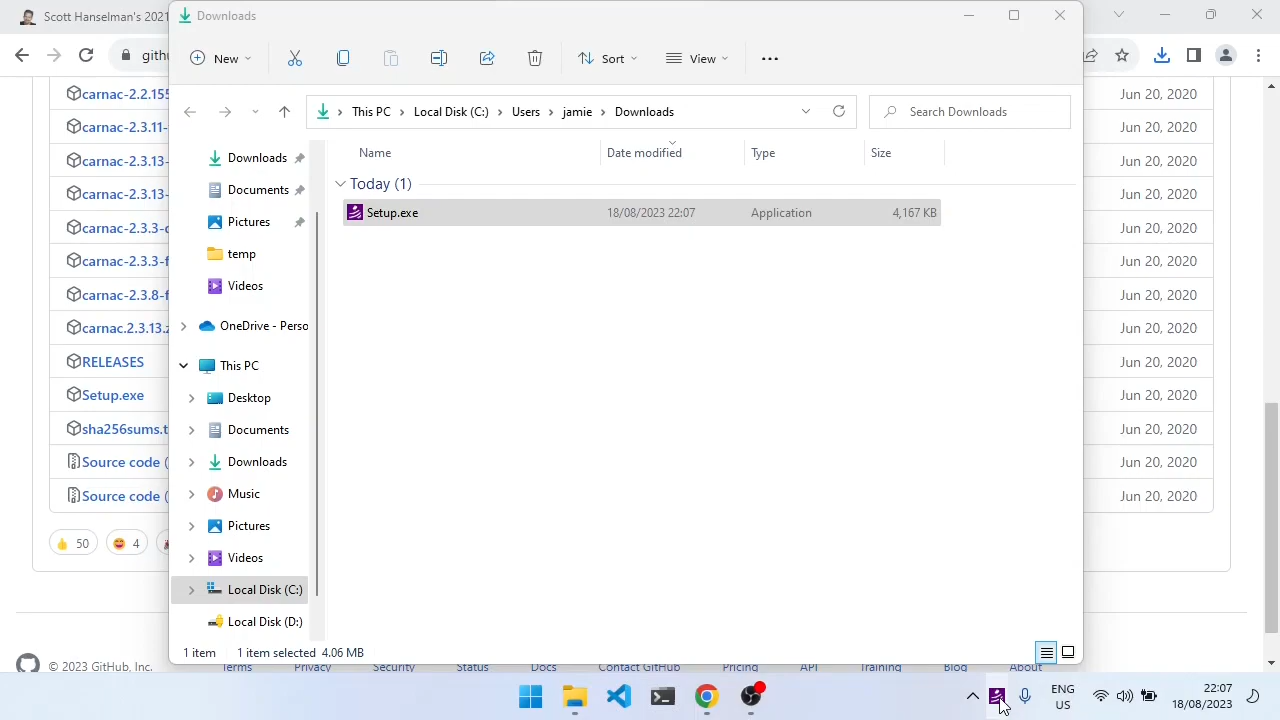 Scott Hanselman's 2021
Downloads
gith
New
Sort
View
This PC
Local Disk (C:)
Users
jamie
Downloads
Search Downloads
Name
Date modified
Type
Size
Today (1)
Setup.exe
18/08/2023 22:07
Application
4,167 KB
Downloads
Documents
Pictures
temp
Videos
OneDrive - Perso
This PC
Desktop
Documents
Downloads
Music
Pictures
Videos
Local Disk (C:)
Local Disk (D:)
1 item
1 item selected
4.06 MB
carnac-2.2.155
Jun 20, 2020
carnac-2.3.11-
Jun 20, 2020
carnac-2.3.13-
Jun 20, 2020
carnac-2.3.13-
Jun 20, 2020
carnac-2.3.3-
Jun 20, 2020
carnac-2.3.3-f
Jun 20, 2020
carnac-2.3.8-f
Jun 20, 2020
carnac.2.3.13.z
Jun 20, 2020
RELEASES
Jun 20, 2020
Setup.exe
Jun 20, 2020
sha256sums.t
Jun 20, 2020
Source code (
Jun 20, 2020
Source code (
Jun 20, 2020
50
4
© 2023 GitHub, Inc.
Terms
Privacy
Security
Status
Docs
Contact GitHub
Pricing
API
Training
Blog
About
ENG
US
22:07
18/08/2023